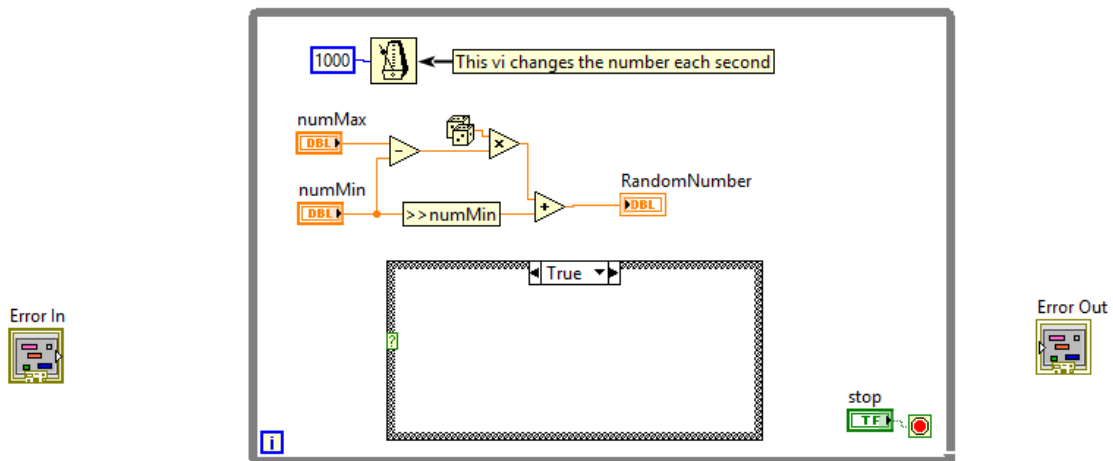 1000
This vi changes the number each second
numMax
DBL
numMin
DBL
>>numMin
RandomNumber
DBL
True
?
Error In
Error Out
stop
TF
i